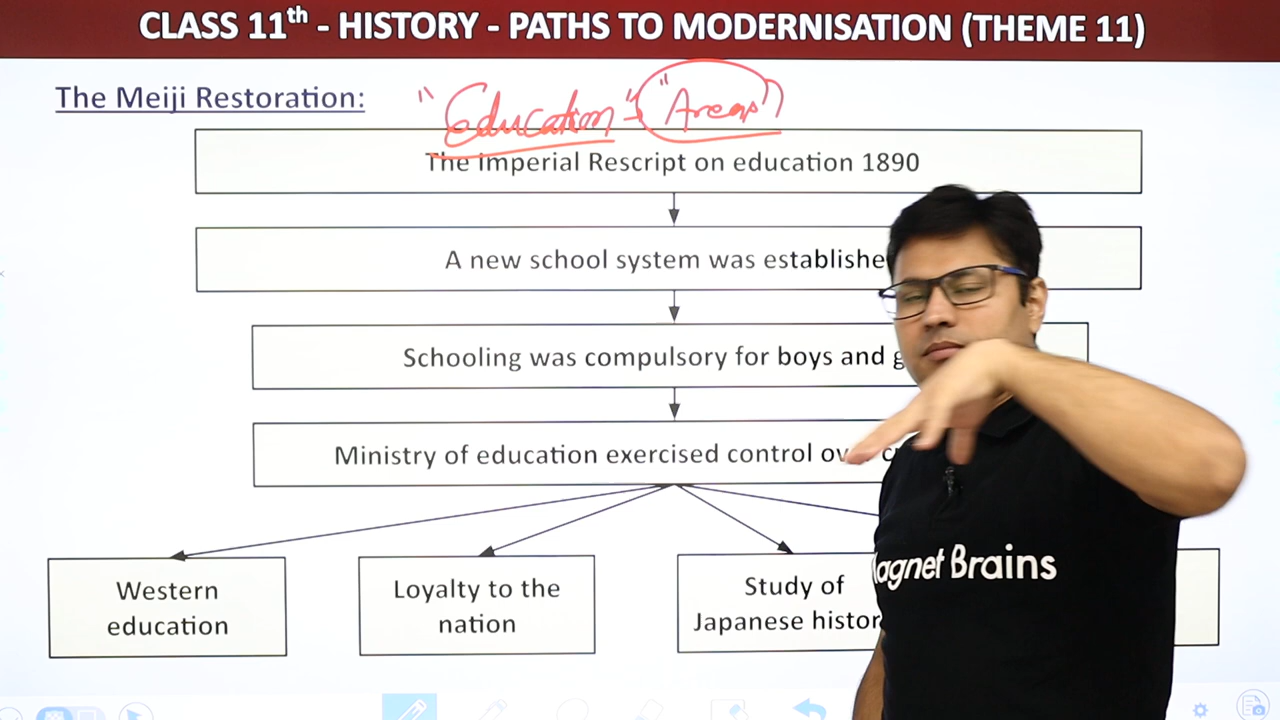 CLASS 11th - HISTORY - PATHS TO MODERNISATION (THEME 11)
The Meiji Restoration:
"Education" - "Areas"
The Imperial Rescript on education 1890
A new school system was establishe
Schooling was compulsory for boys and g
Ministry of education exercised control ov
Western
education
Loyalty to the
nation
Study of
Japanese histor
agnet Brains